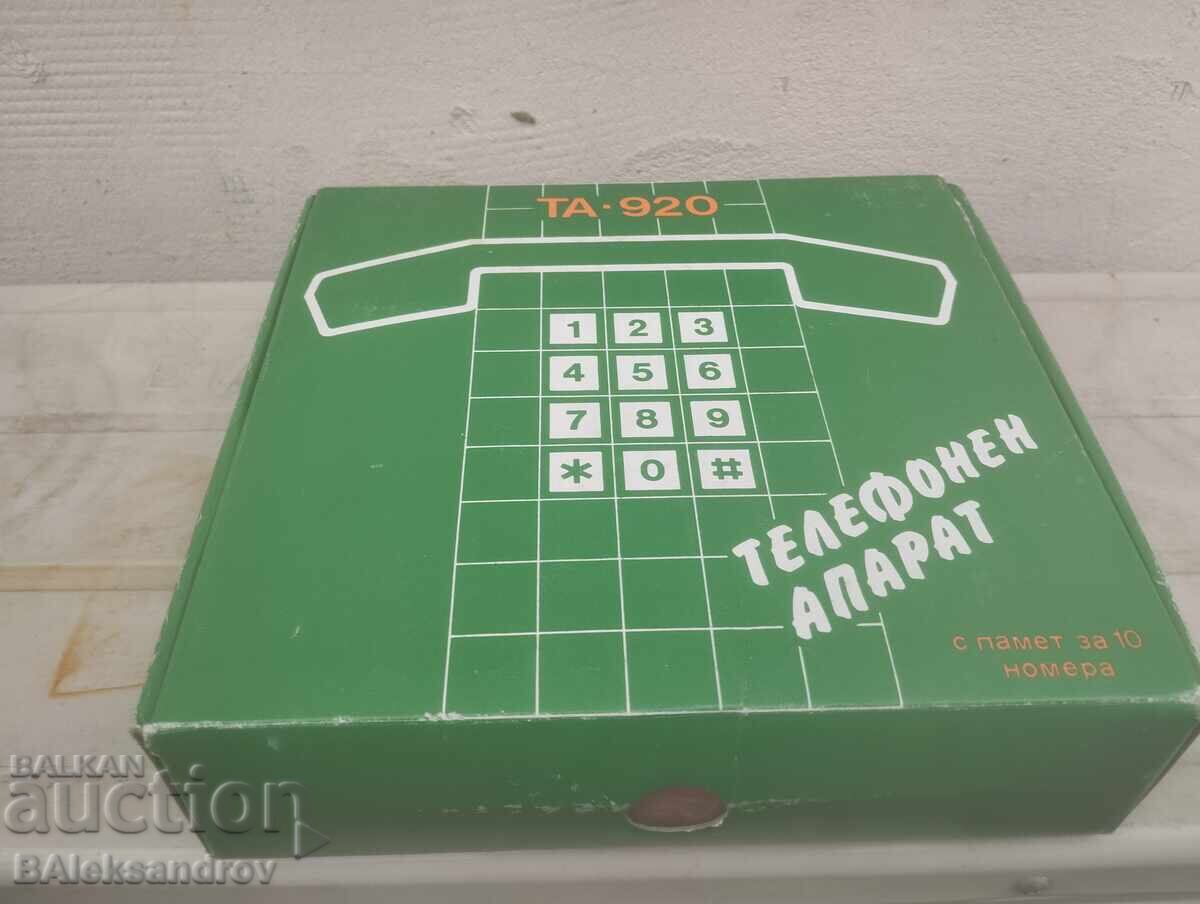 ТА·920
1 2 3
4 5 6
7 8 9
* 0 #
ТЕЛЕФОНЕН
АПАРАТ
с памет за 10
номера
BALKAN
auction
BAleksandrov